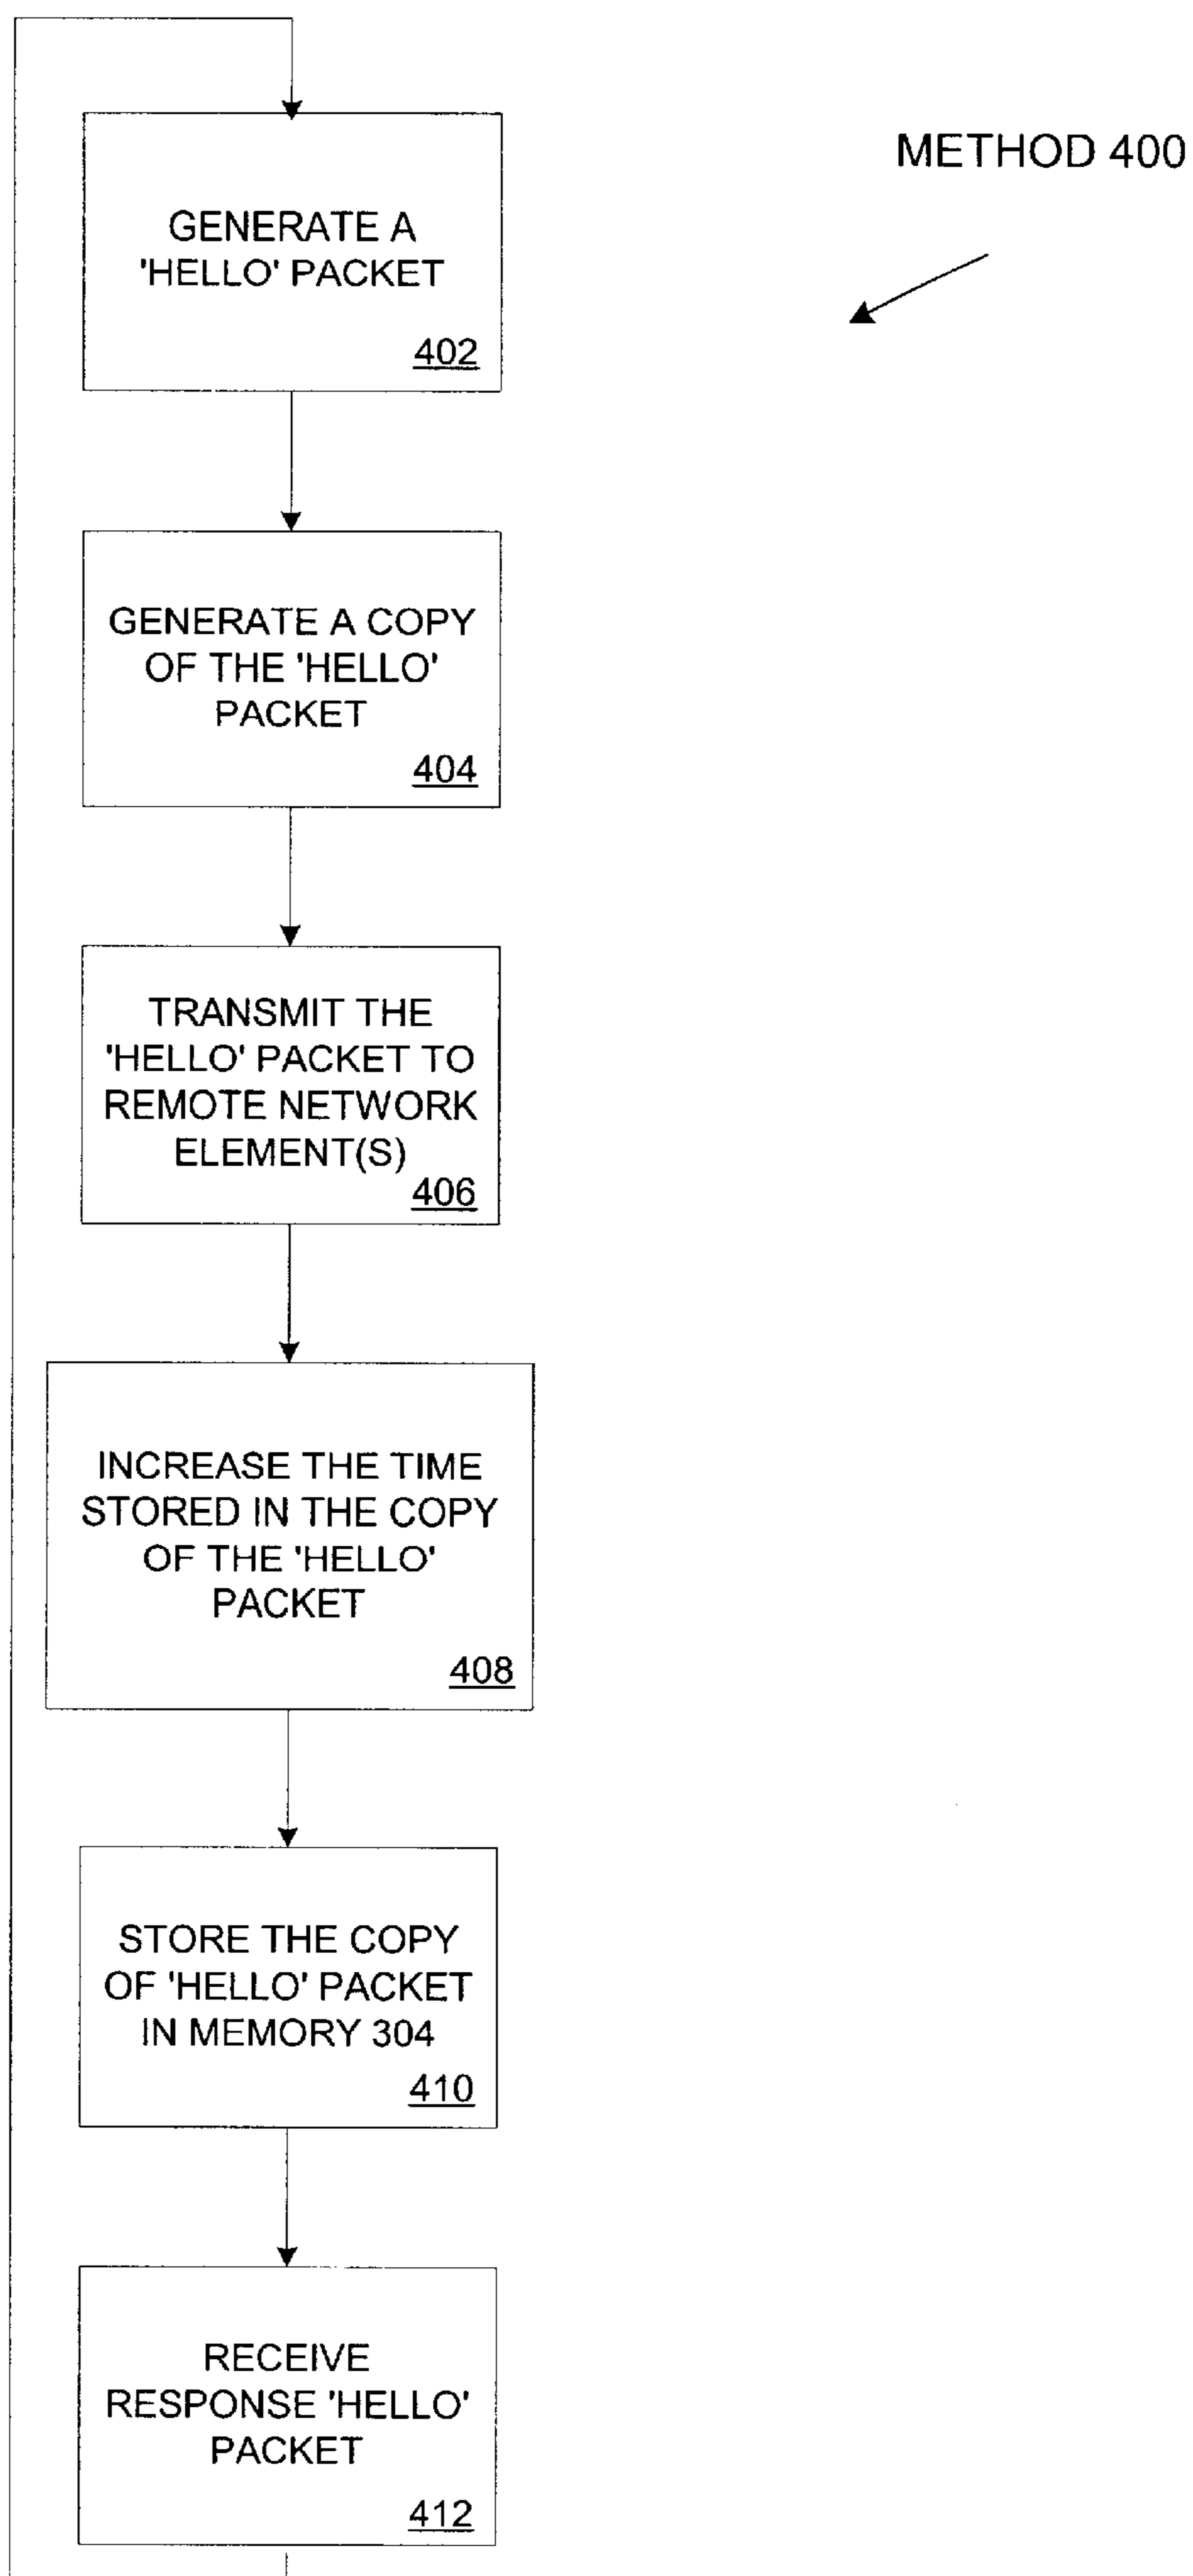 METHOD 400
GENERATE A
'HELLO' PACKET
402
GENERATE A COPY
OF THE 'HELLO'
PACKET
404
TRANSMIT THE
'HELLO' PACKET TO
REMOTE NETWORK
ELEMENT(S)
406
INCREASE THE TIME
STORED IN THE COPY
OF THE 'HELLO'
PACKET
408
STORE THE COPY
OF 'HELLO' PACKET
IN MEMORY 304
410
RECEIVE
RESPONSE 'HELLO'
PACKET
412